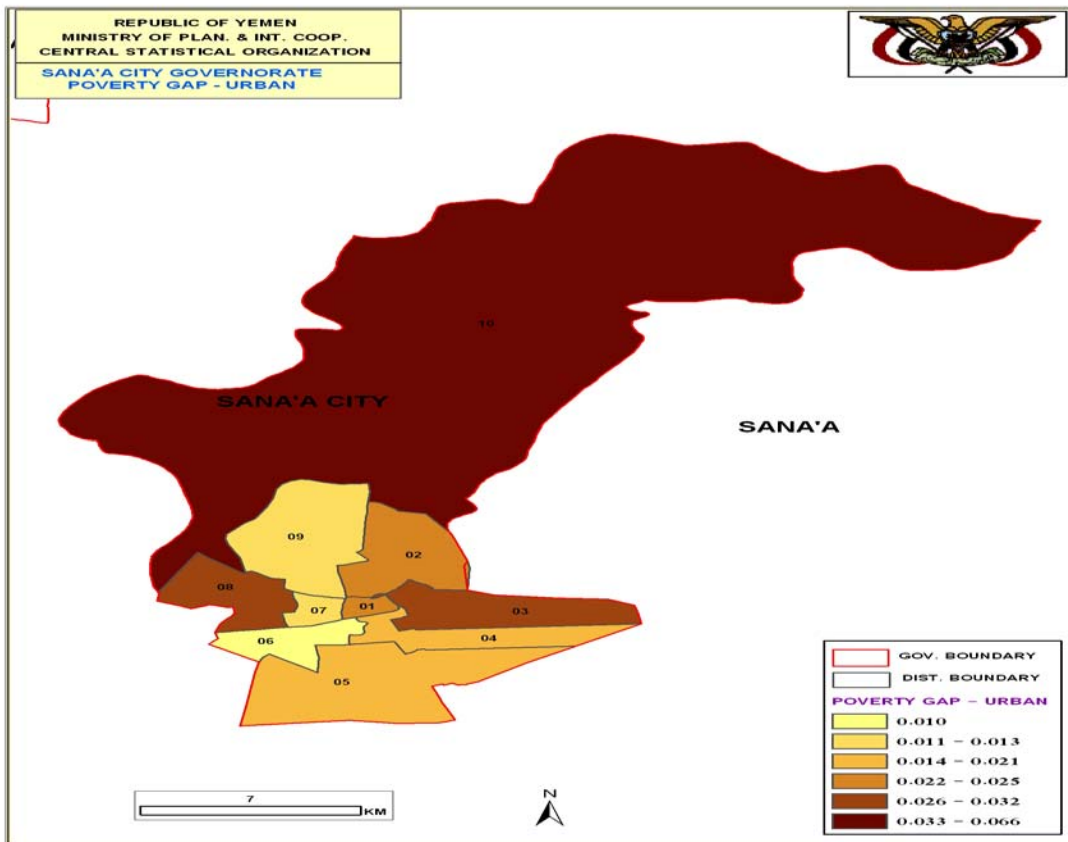 REPUBLIC OF YEMEN
MINISTRY OF PLAN. & INT. COOP.
CENTRAL STATISTICAL ORGANIZATION
SANA'A CITY GOVERNORATE
POVERTY GAP - URBAN
10
SANA'A CITY
SANA'A
09
02
08
07
01
03
06
04
05
GOV. BOUNDARY
DIST. BOUNDARY
POVERTY GAP - URBAN
0.010
0.011 - 0.013
0.014 - 0.021
0.022 - 0.025
0.026 - 0.032
0.033 - 0.066
7
KM
N